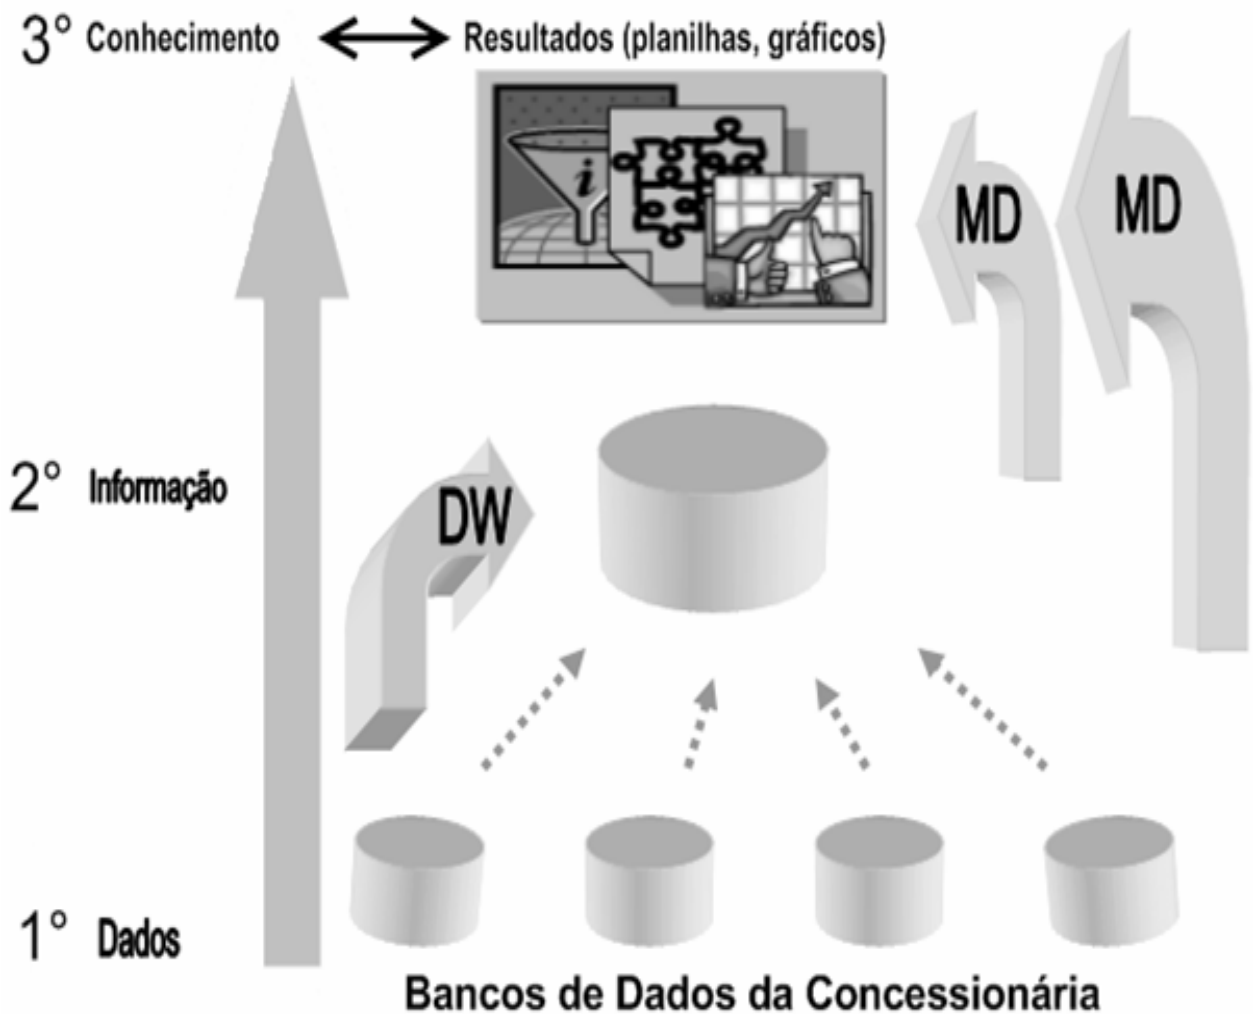 3° Conhecimento
Resultados (planilhas, gráficos)
i
MD
MD
2° Informação
DW
1° Dados
Bancos de Dados da Concessionária